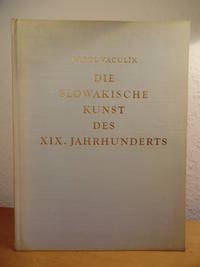 KAROL VACULÍK
DIE
SLOWAKISCHE
KUNST
DES
XIX. JAHRHUNDERTS